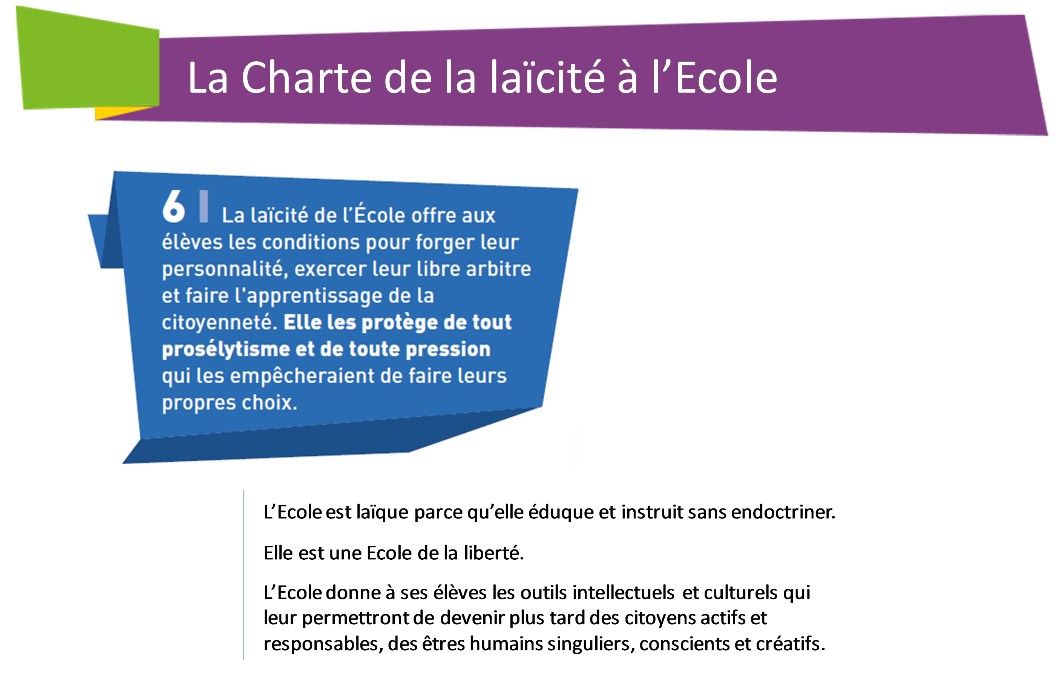 La Charte de la laïcité à l’Ecole
6 | La laïcité de l’École offre aux
élèves les conditions pour forger leur
personnalité, exercer leur libre arbitre
et faire l'apprentissage de la
citoyenneté. Elle les protège de tout
prosélytisme et de toute pression
qui les empêcheraient de faire leurs
propres choix.
L’Ecole est laïque parce qu’elle éduque et instruit sans endoctriner.
Elle est une Ecole de la liberté.
L’Ecole donne à ses élèves les outils intellectuels et culturels qui
leur permettront de devenir plus tard des citoyens actifs et
responsables, des êtres humains singuliers, conscients et créatifs.